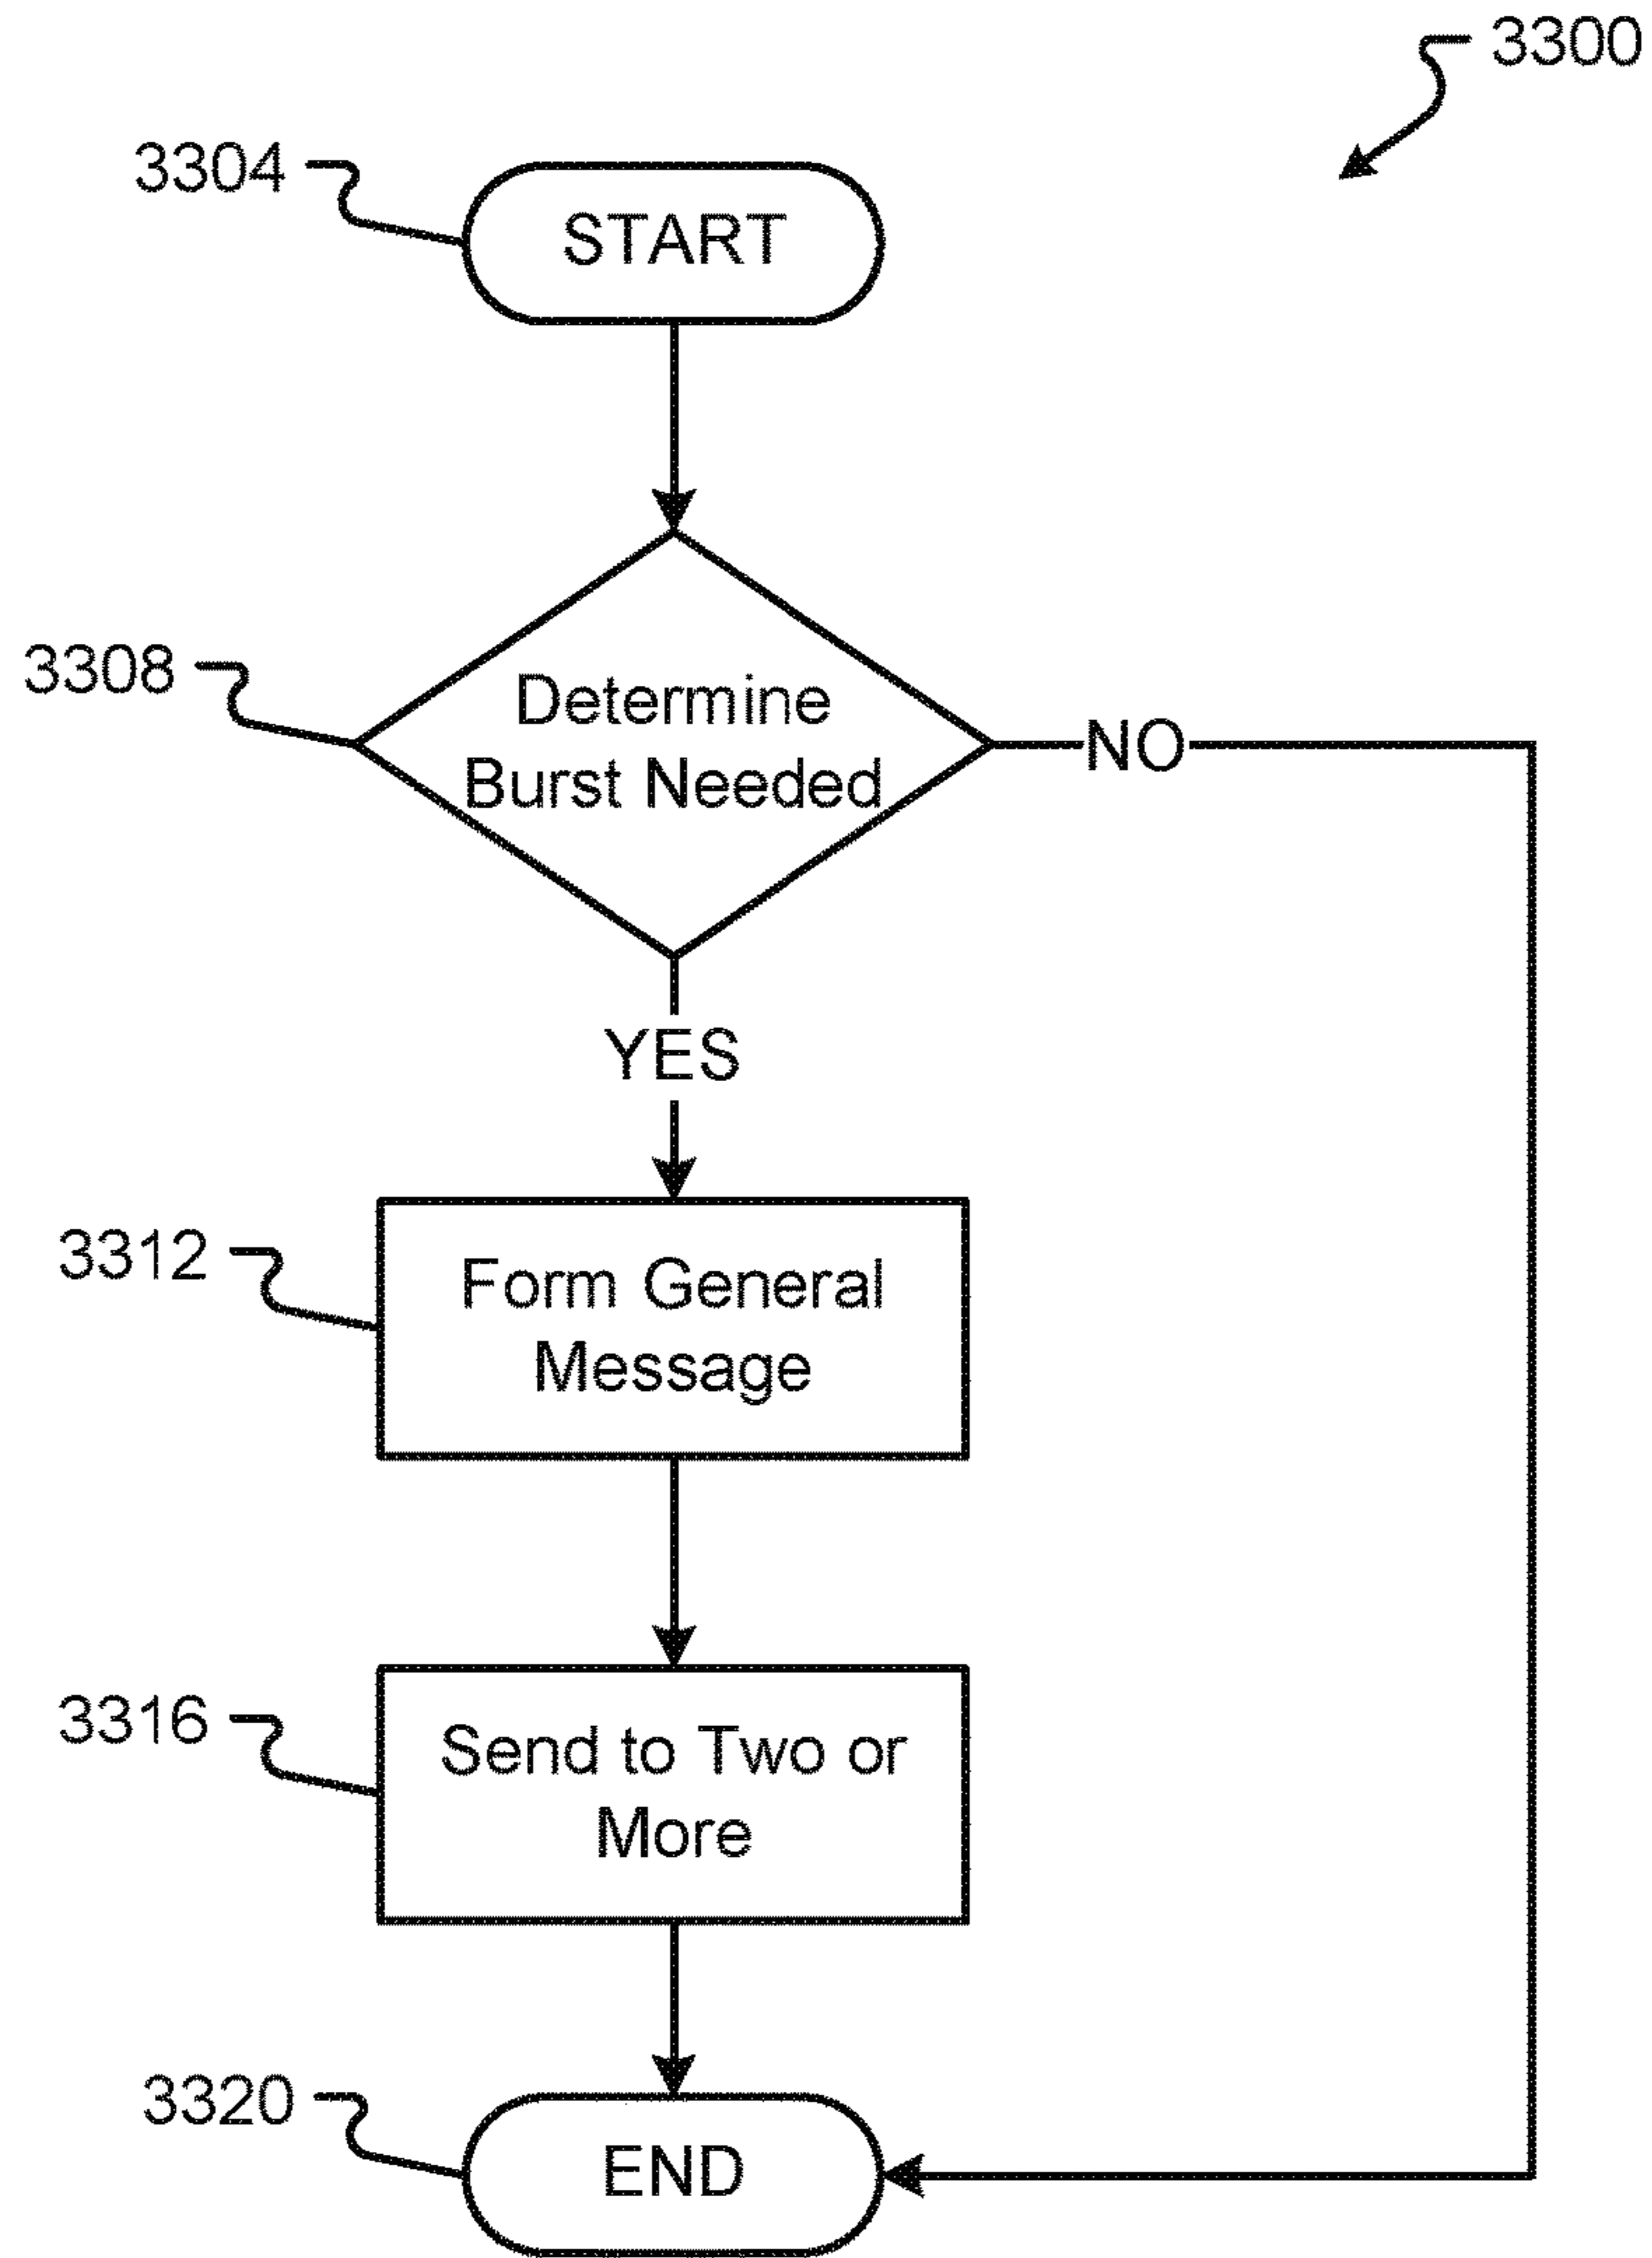 3300
3304
START
3308
Determine
Burst Needed
NO
YES
3312
Form General
Message
3316
Send to Two or
More
3320
END